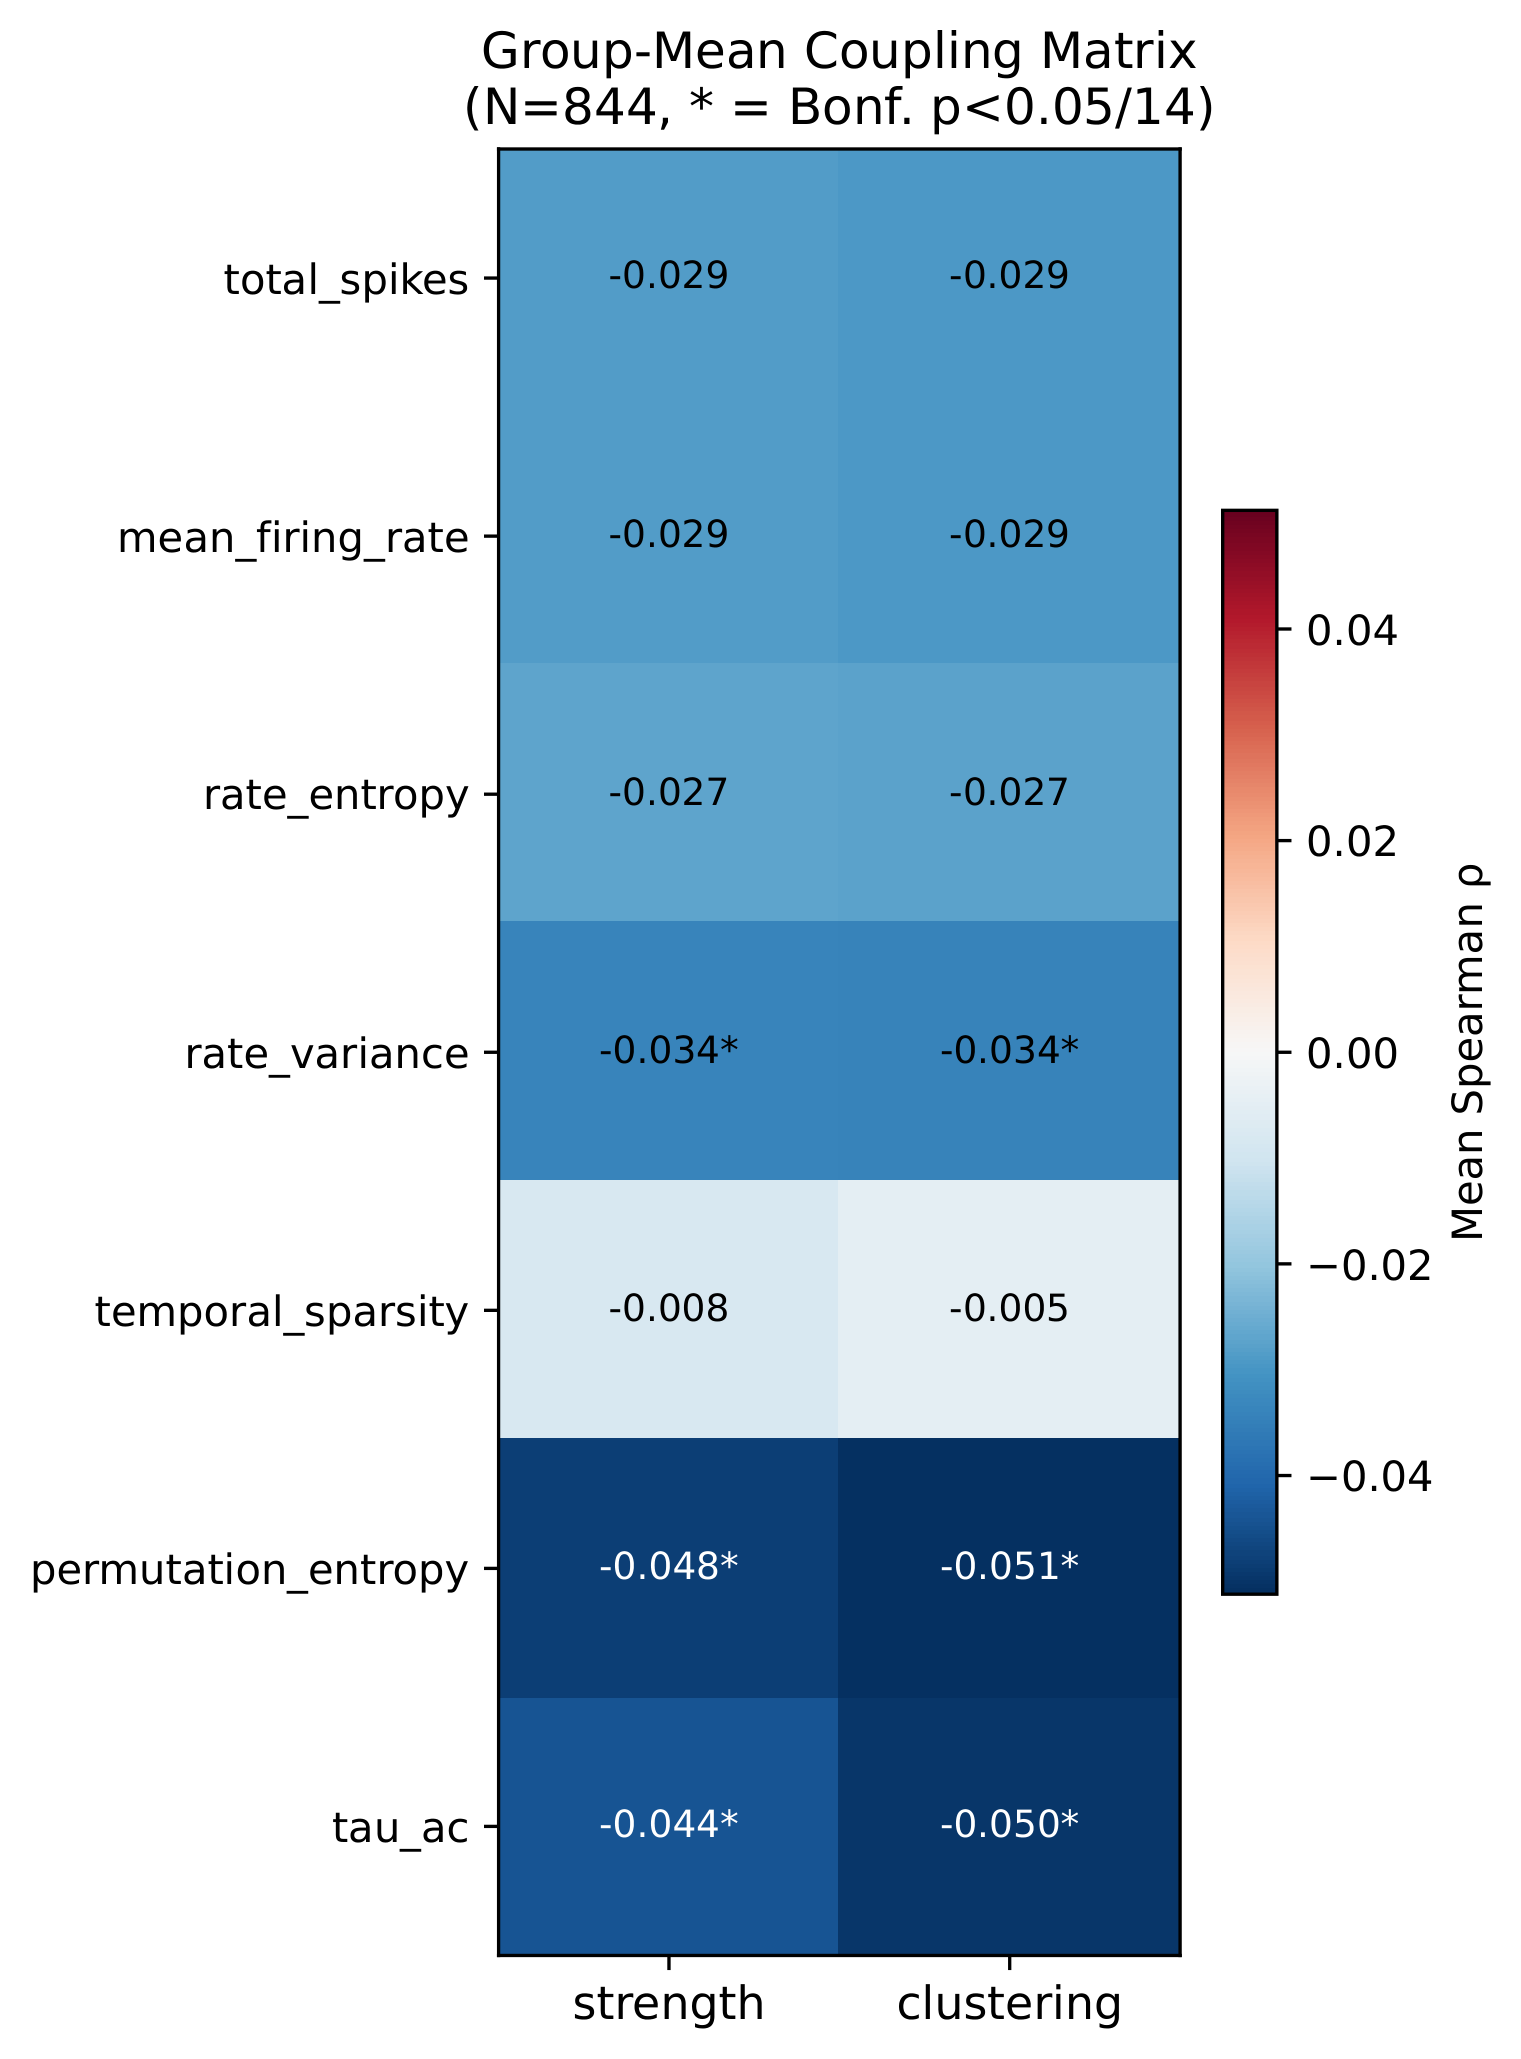 Group-Mean Coupling Matrix
(N=844, * = Bonf. p<0.05/14)
total_spikes -0.029 -0.029
mean_firing_rate -0.029 -0.029
rate_entropy -0.027 -0.027
rate_variance -0.034* -0.034*
temporal_sparsity -0.008 -0.005
permutation_entropy -0.048* -0.051*
tau_ac -0.044* -0.050*
strength clustering
0.04
0.02
0.00
−0.02
−0.04
Mean Spearman ρ